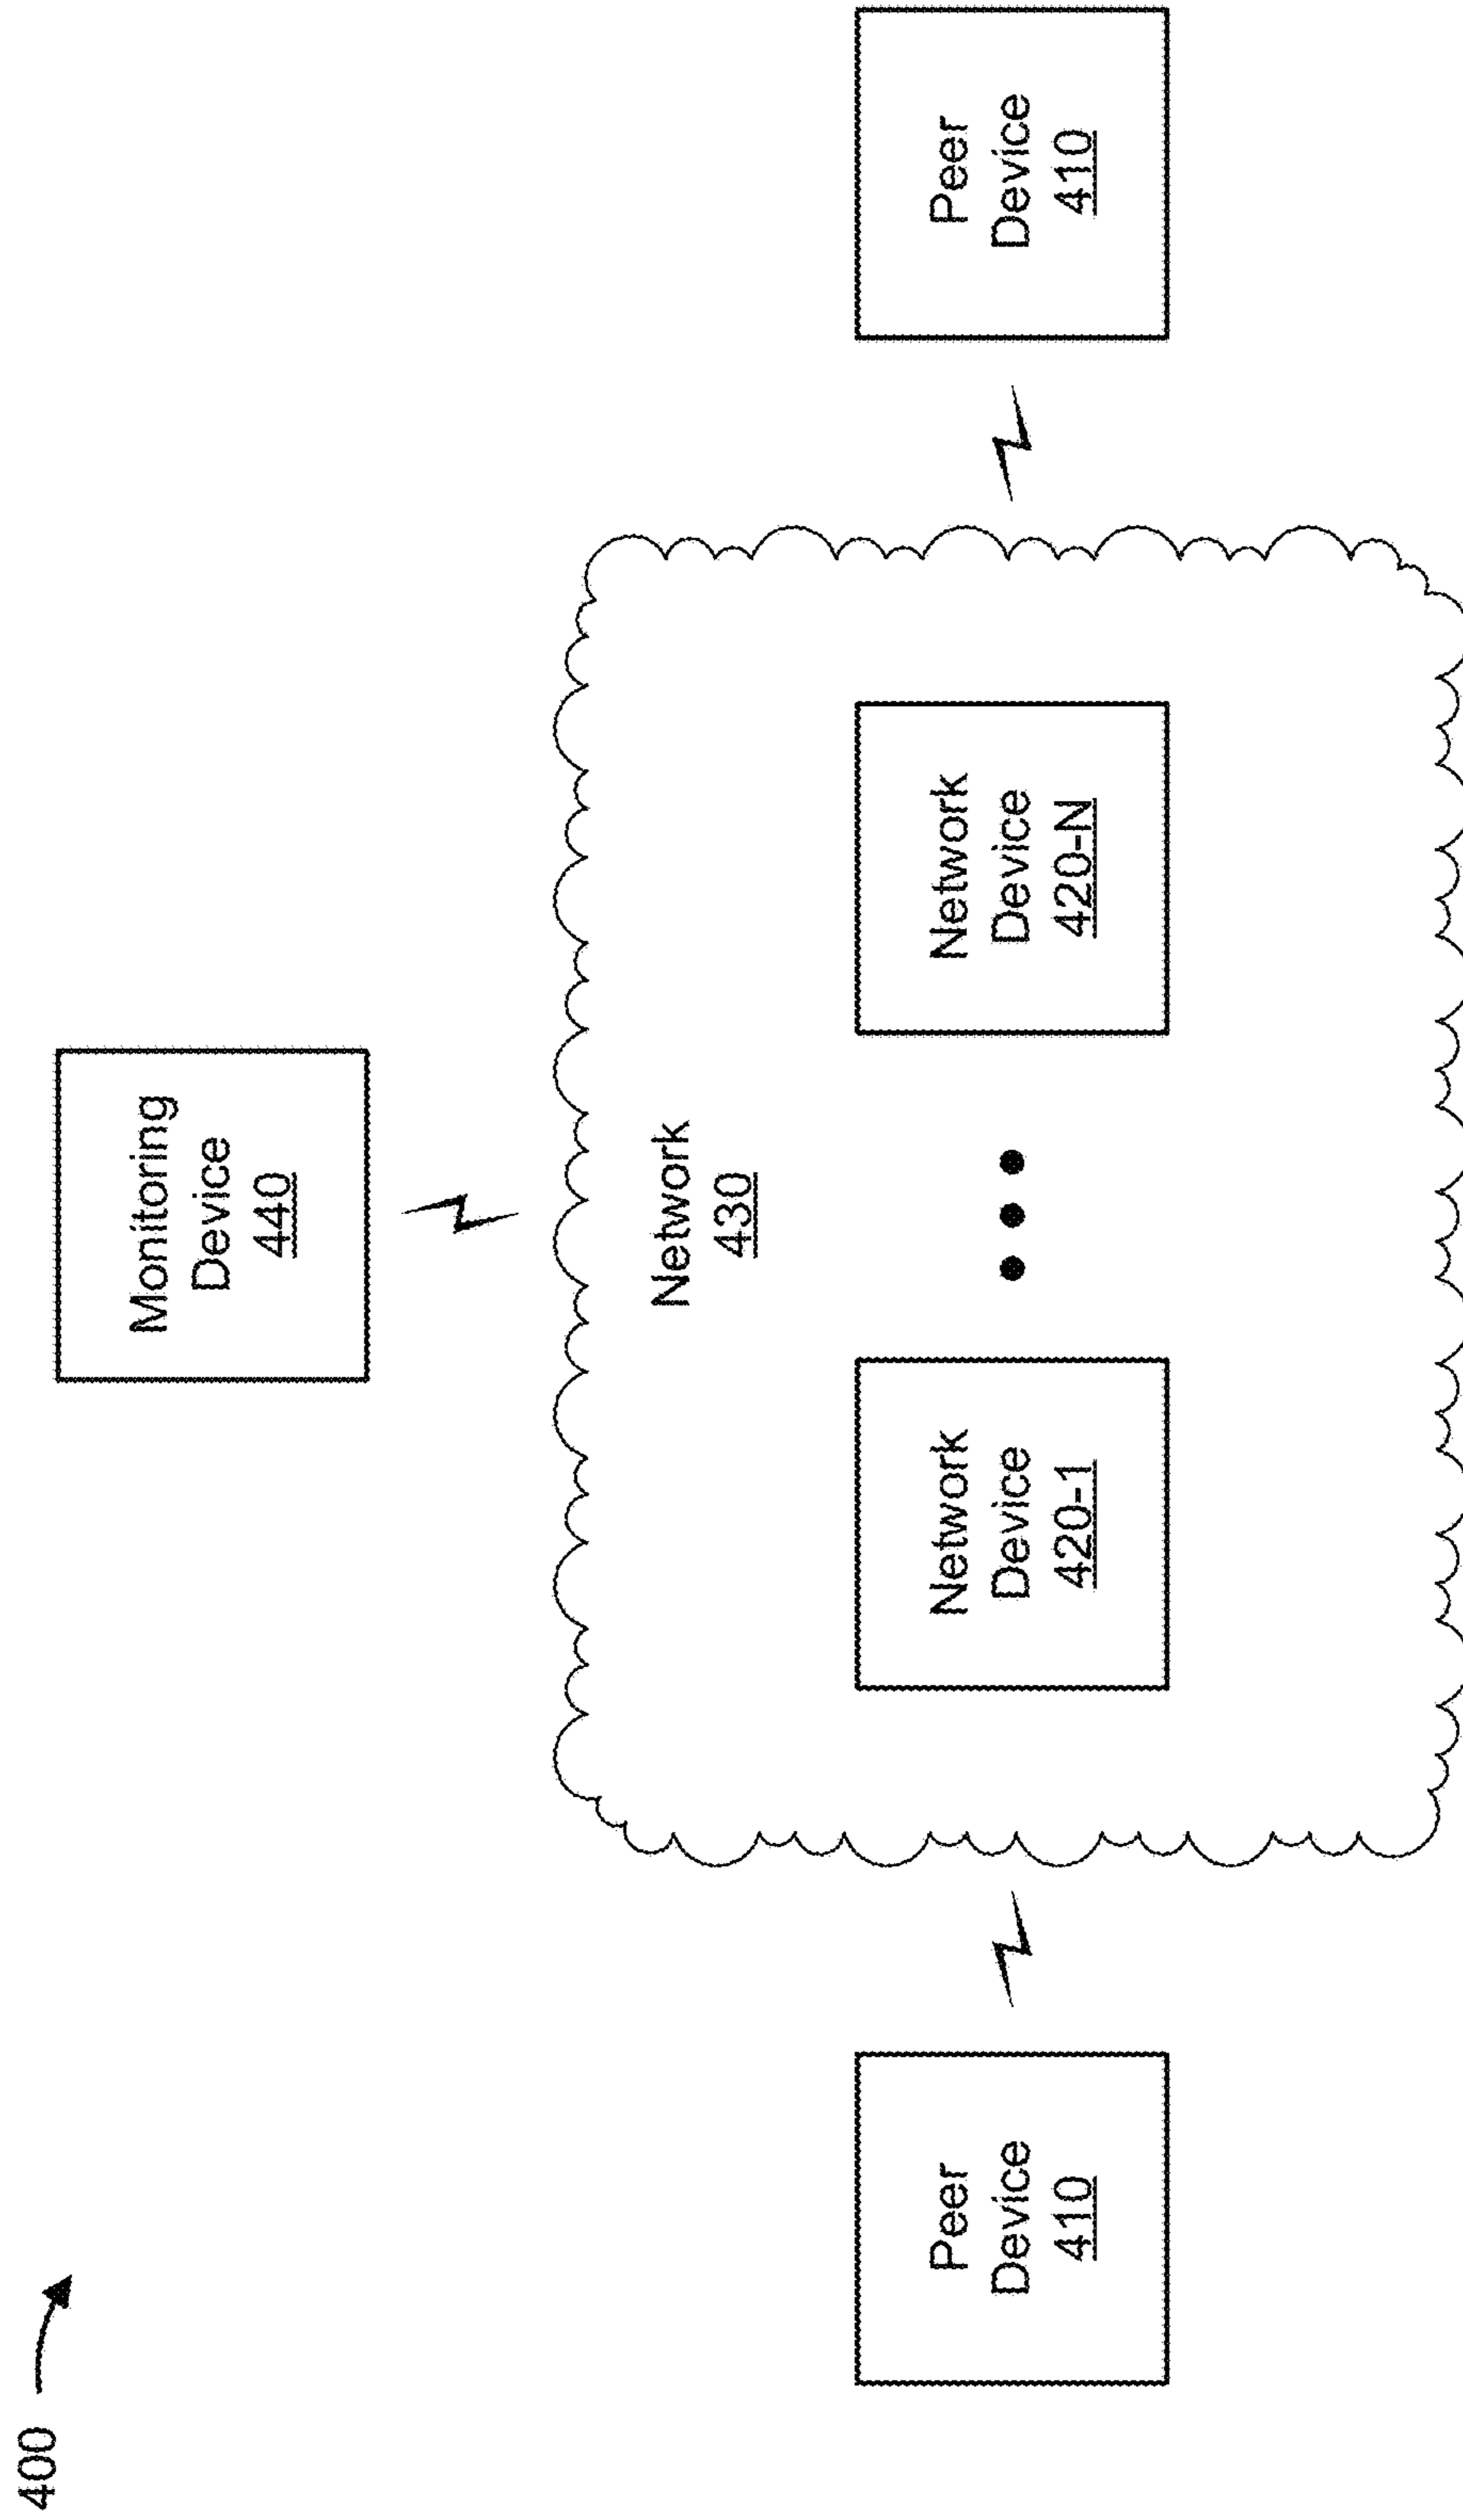 400
Monitoring
Device
440
Network
430
Peer
Device
410
Network
Device
420-1
Network
Device
420-N
Peer
Device
410